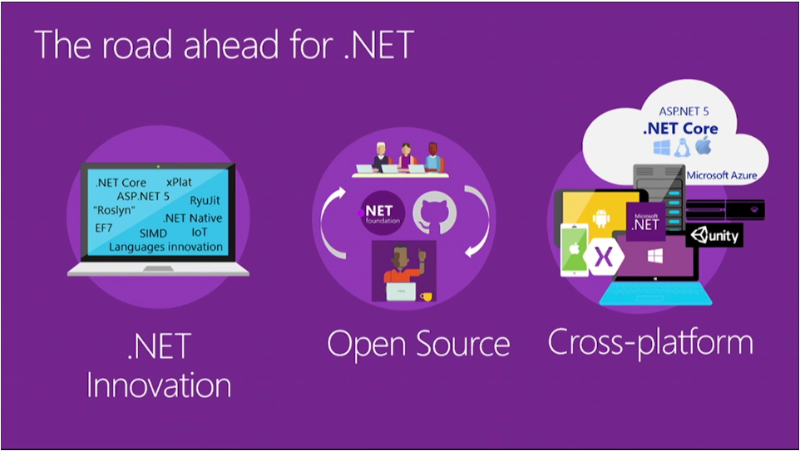 The road ahead for .NET
.NET Core xPlat
ASP.NET 5 RyuJit
"Roslyn" .NET Native
EF7 SIMD IoT
Languages innovation
.NET
Innovation
.NET
foundation
Open Source
ASP.NET 5
.NET Core
Microsoft Azure
Microsoft
.NET
unity
Cross-platform